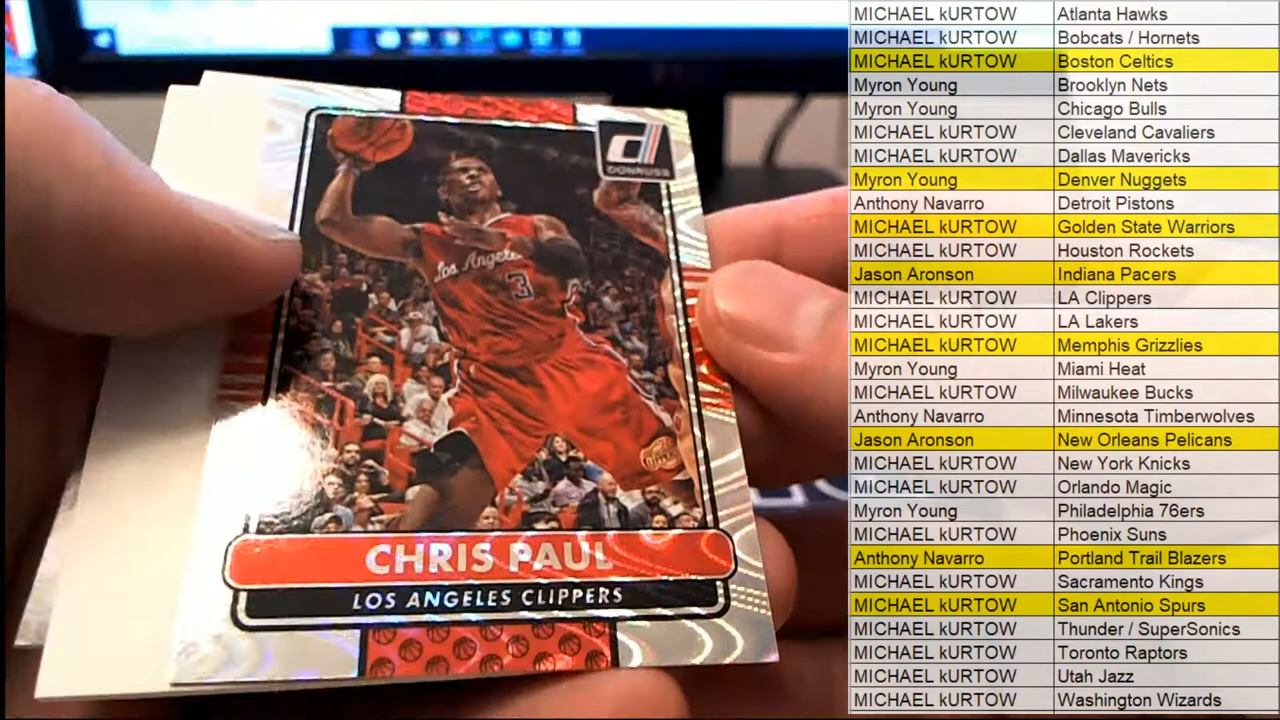 DONRUSS
Los Angeles
3
CHRIS PAUL
LOS ANGELES CLIPPERS
MICHAEL kURTOW Atlanta Hawks
MICHAEL kURTOW Bobcats / Hornets
MICHAEL kURTOW Boston Celtics
Myron Young Brooklyn Nets
Myron Young Chicago Bulls
MICHAEL kURTOW Cleveland Cavaliers
MICHAEL kURTOW Dallas Mavericks
Myron Young Denver Nuggets
Anthony Navarro Detroit Pistons
MICHAEL kURTOW Golden State Warriors
MICHAEL kURTOW Houston Rockets
Jason Aronson Indiana Pacers
MICHAEL kURTOW LA Clippers
MICHAEL kURTOW LA Lakers
MICHAEL kURTOW Memphis Grizzlies
Myron Young Miami Heat
MICHAEL kURTOW Milwaukee Bucks
Anthony Navarro Minnesota Timberwolves
Jason Aronson New Orleans Pelicans
MICHAEL kURTOW New York Knicks
MICHAEL kURTOW Orlando Magic
Myron Young Philadelphia 76ers
MICHAEL kURTOW Phoenix Suns
Anthony Navarro Portland Trail Blazers
MICHAEL kURTOW Sacramento Kings
MICHAEL kURTOW San Antonio Spurs
MICHAEL kURTOW Thunder / SuperSonics
MICHAEL kURTOW Toronto Raptors
MICHAEL kURTOW Utah Jazz
MICHAEL kURTOW Washington Wizards